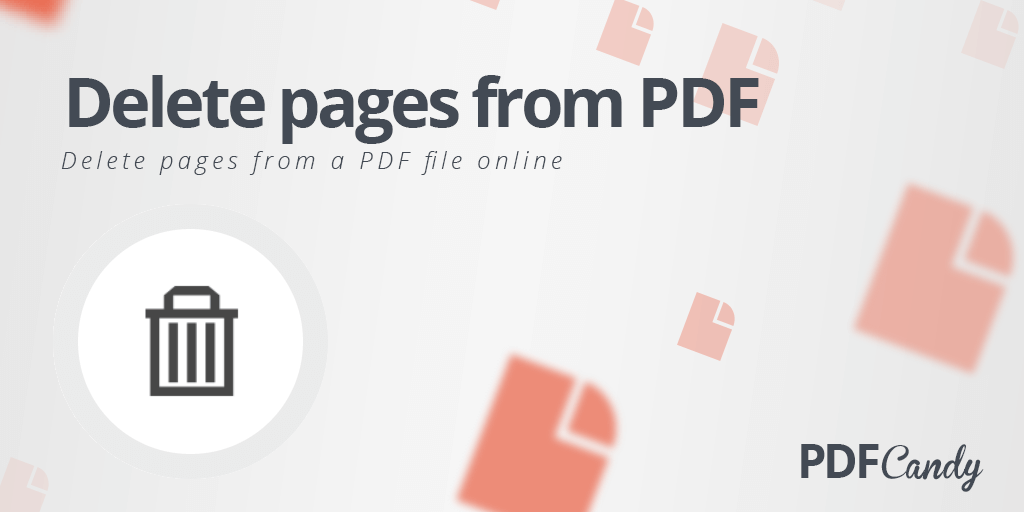 Delete pages from PDF
Delete pages from a PDF file online
PDFCandy